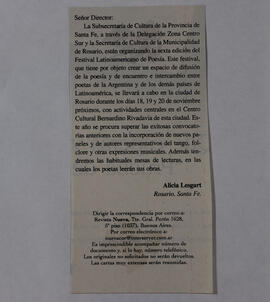 Señor Director:
La Subsecretaría de Cultura de la Provincia de
Santa Fe, a través de la Delegación Zona Centro
Sur y la Secretaría de Cultura de la Municipalidad
de Rosario, están organizando la sexta edición del
Festival Latinoamericano de Poesía. Este festival,
que tiene por objeto crear un espacio de difusión
de la poesía y de encuentro e intercambio entre
poetas de la Argentina y de los demás países de
Latinoamérica, se llevará a cabo en la ciudad de
Rosario durante los días 18, 19 y 20 de noviembre
próximos, con actividades centrales en el Centro
Cultural Bernardino Rivadavia de esta ciudad. Es-
te año se procura superar las exitosas convocato-
rias anteriores con la incorporación de nuevos pane-
les y de autores representativos del tango, folk-
clore y otras expresiones musicales. Además ten-
dremos las habituales mesas de lecturas, en las
cuales los poetas leerán sus obras.
Alicia Lesgart
Rosario, Santa Fe.
Dirigir la correspondencia por correo a:
Revista Nueva, Tte. Gral. Perón 1628,
5º piso (1037), Buenos Aires.
Por correo electrónico a:
Es imprescindible acompañar número de
documento y, si lo hay, número telefónico.
Los originales no solicitados no serán devueltos.
Las cartas muy extensas serán resumidas.